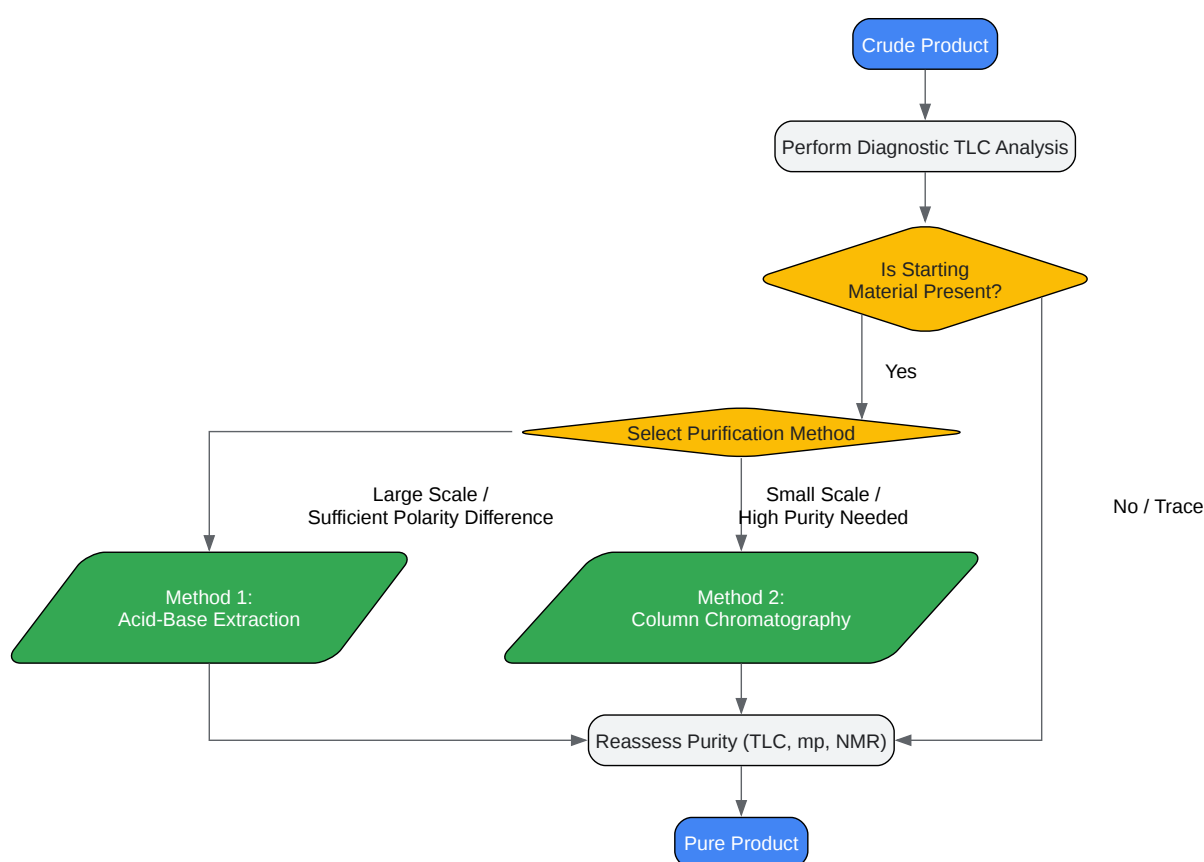 Crude Product
Perform Diagnostic TLC Analysis
Is Starting
Material Present?
Yes
Select Purification Method
Large Scale /
Sufficient Polarity Difference
Small Scale /
High Purity Needed
No / Trace
Method 1:
Acid-Base Extraction
Method 2:
Column Chromatography
Reassess Purity (TLC, mp, NMR)
Pure Product